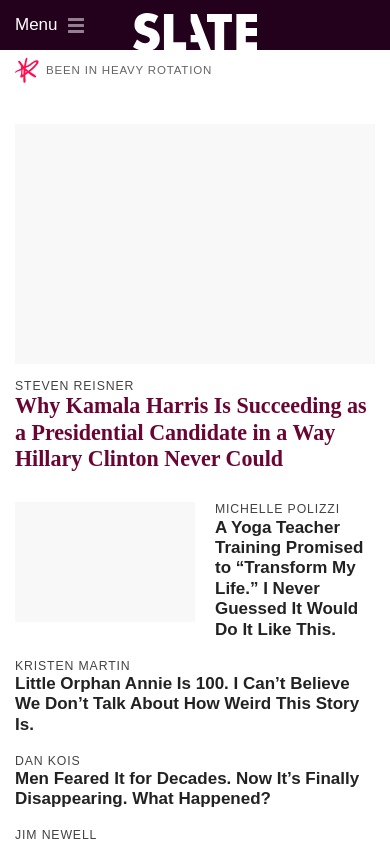 Menu
SLATE
BEEN IN HEAVY ROTATION
STEVEN REISNER
Why Kamala Harris Is Succeeding as
a Presidential Candidate in a Way
Hillary Clinton Never Could
MICHELLE POLIZZI
A Yoga Teacher
Training Promised
to “Transform My
Life.” I Never
Guessed It Would
Do It Like This.
KRISTEN MARTIN
Little Orphan Annie Is 100. I Can’t Believe
We Don’t Talk About How Weird This Story
Is.
DAN KOIS
Men Feared It for Decades. Now It’s Finally
Disappearing. What Happened?
JIM NEWELL